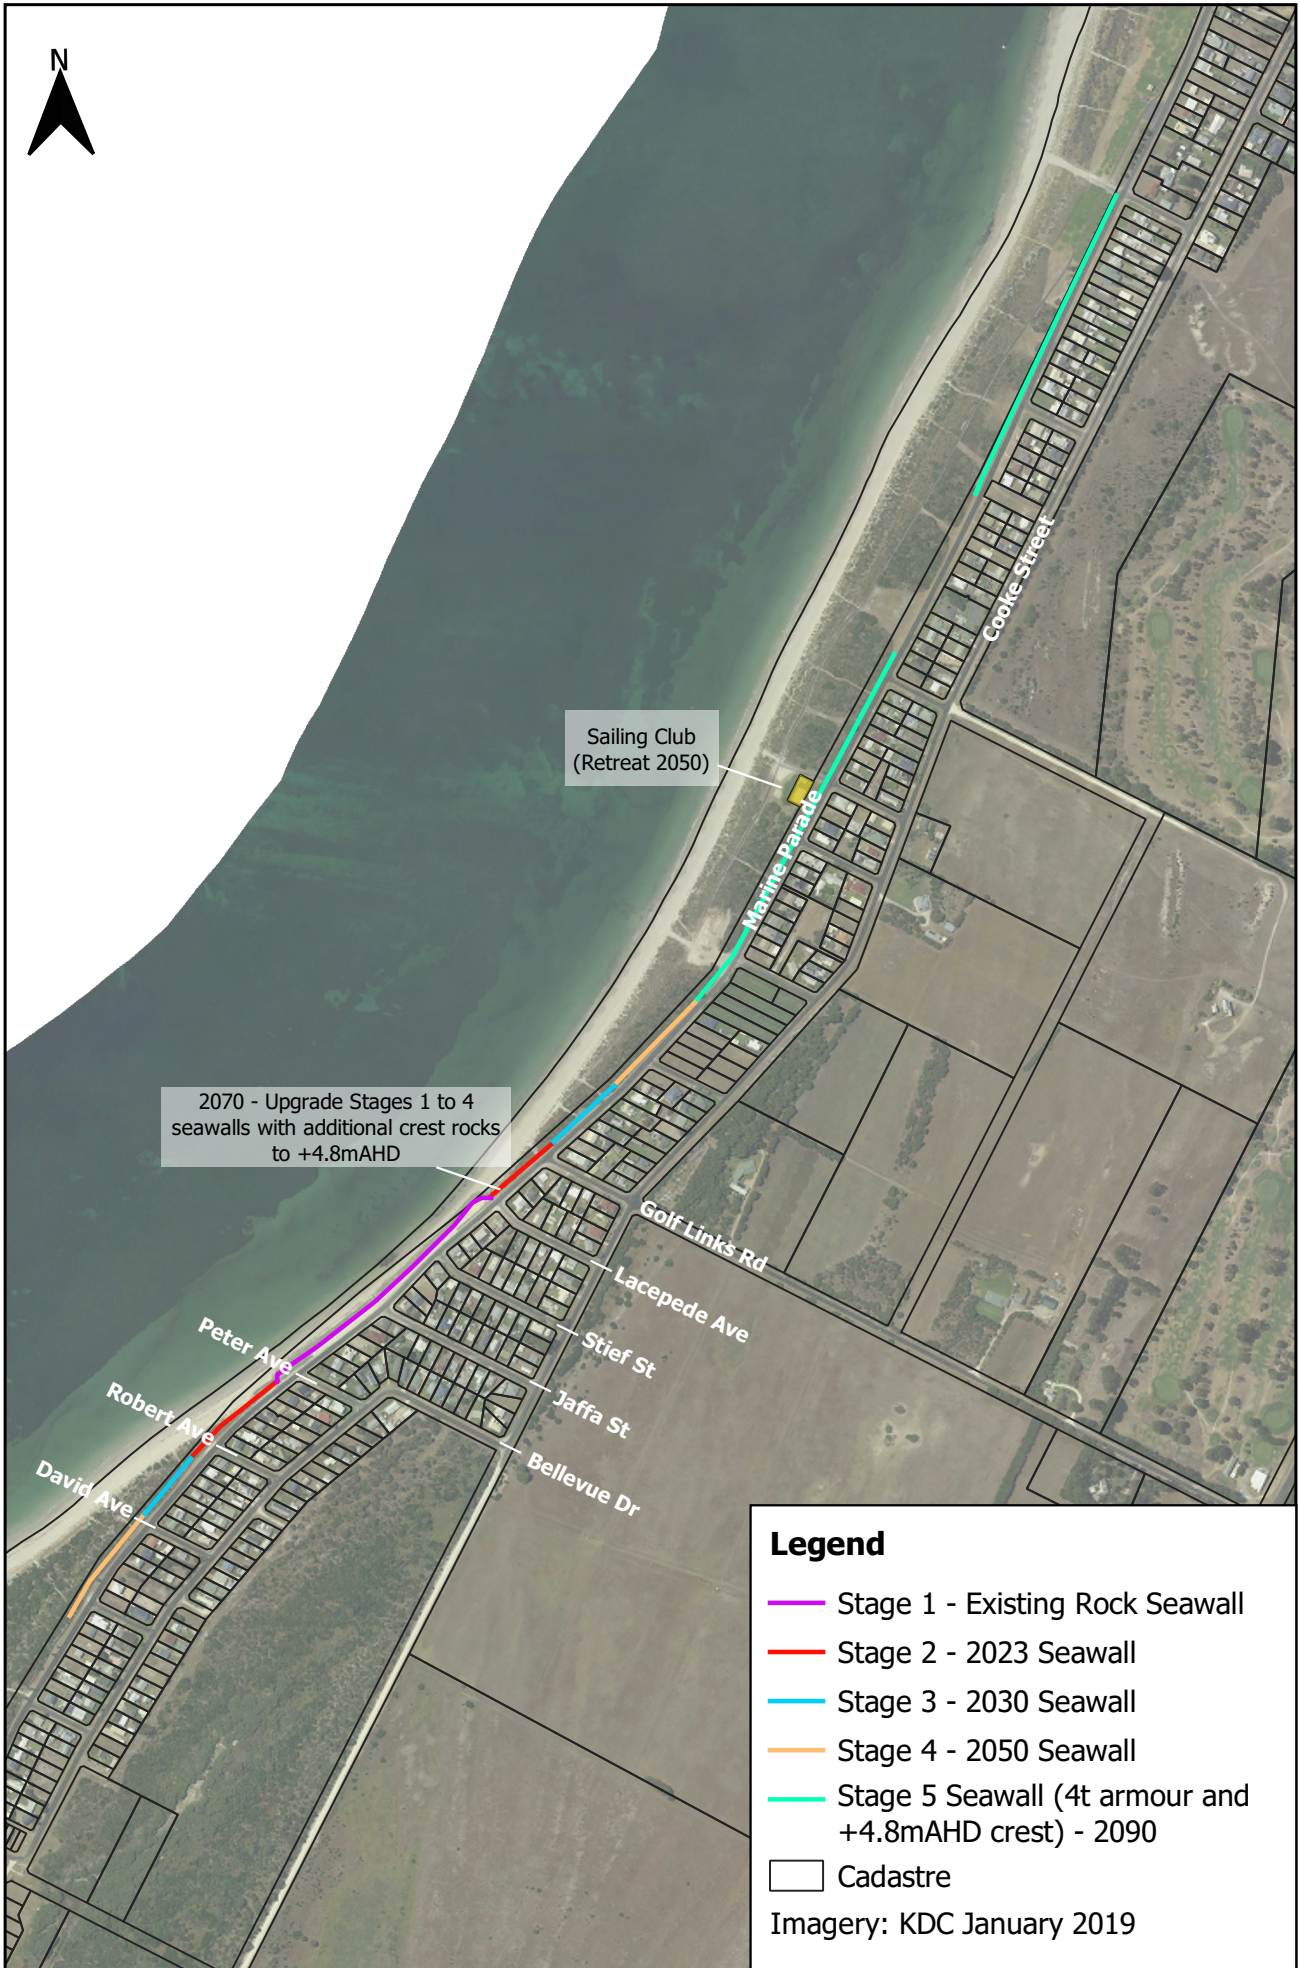 N
Cooke Street
Sailing Club
(Retreat 2050)
Marine Parade
2070 - Upgrade Stages 1 to 4
seawalls with additional crest rocks
to +4.8mAHD
Golf Links Rd
Lacepede Ave
Peter Ave
Stief St
Robert Ave
Jaffa St
David Ave
Bellevue Dr
Legend
Stage 1 - Existing Rock Seawall
Stage 2 - 2023 Seawall
Stage 3 - 2030 Seawall
Stage 4 - 2050 Seawall
Stage 5 Seawall (4t armour and
+4.8mAHD crest) - 2090
Cadastre
Imagery: KDC January 2019